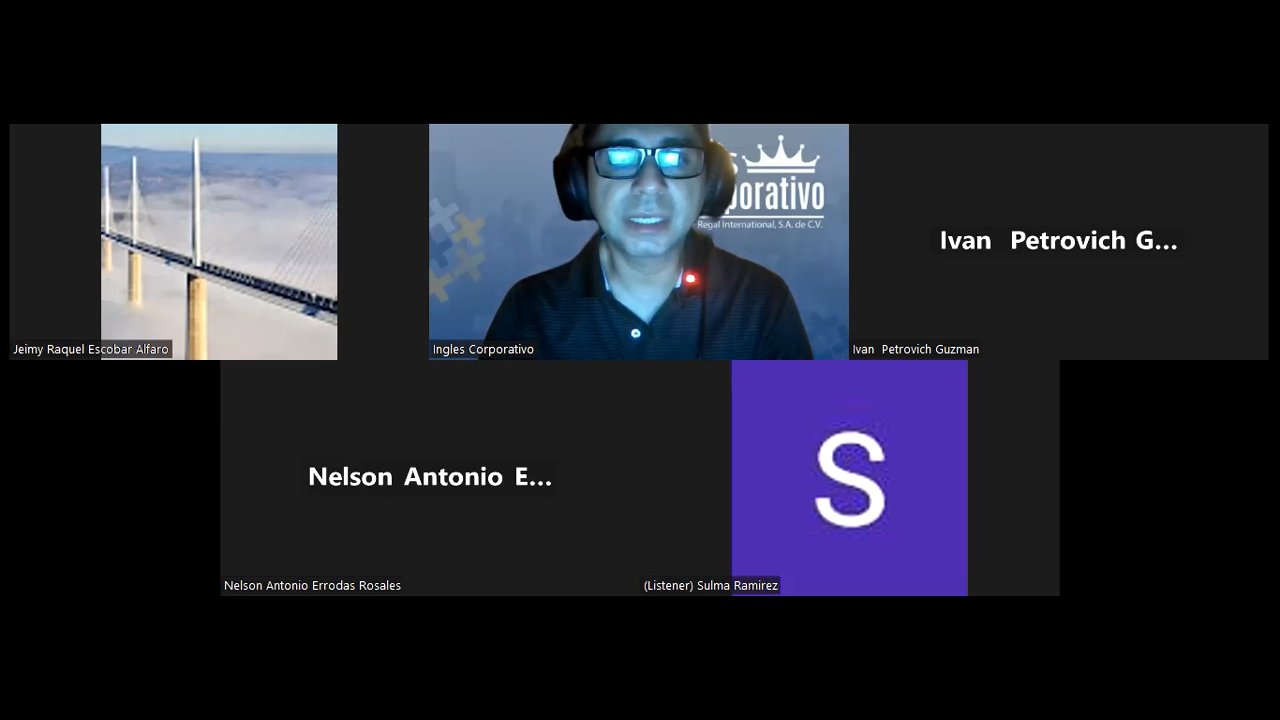 S
porativo
Regal International, S.A. de C.V.
Ivan Petrovich G...
Jeimy Raquel Escobar Alfaro
Ingles Corporativo
Ivan Petrovich Guzman
Nelson Antonio E...
S
Nelson Antonio Errodas Rosales
(Listener) Sulma Ramirez